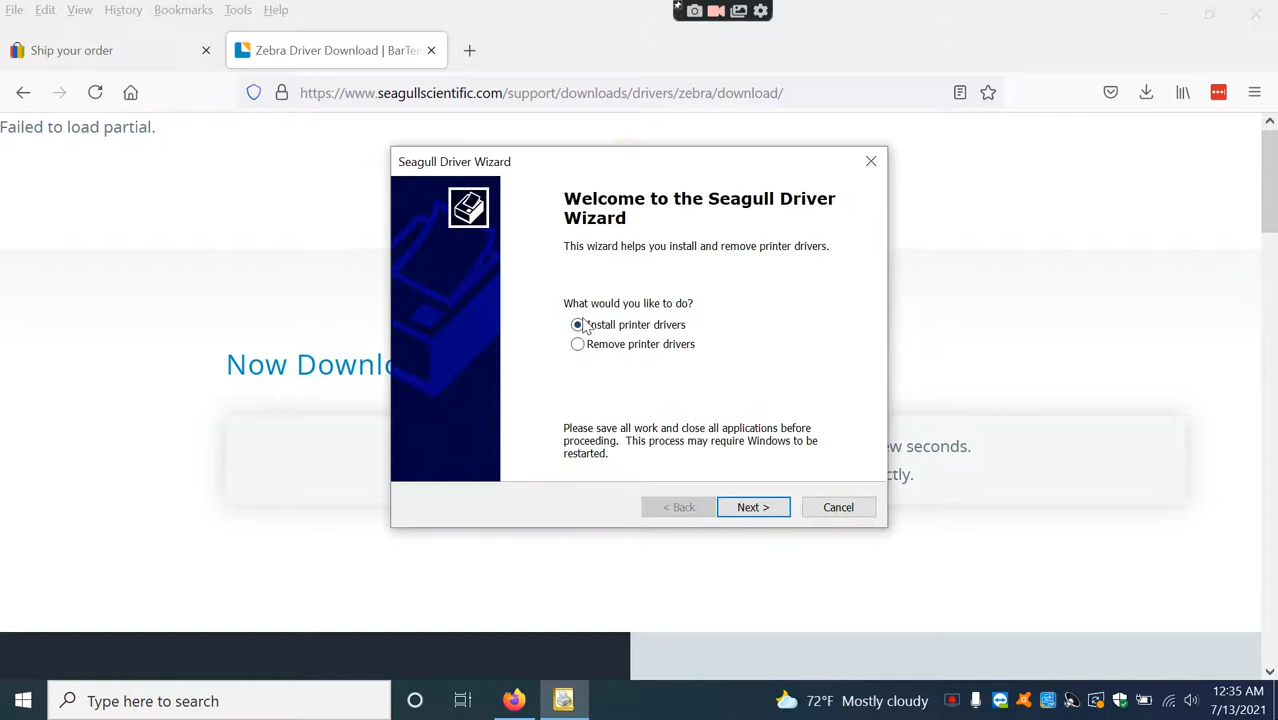 File Edit View History Bookmarks Tools Help
Ship your order
Zebra Driver Download | BarTen
https://www.seagullscientific.com/support/downloads/drivers/zebra/download/
Failed to load partial.
Seagull Driver Wizard
Welcome to the Seagull Driver
Wizard
This wizard helps you install and remove printer drivers.
What would you like to do?
Install printer drivers
Remove printer drivers
Now Downlo
Please save all work and close all applications before
proceeding. This process may require Windows to be
restarted.
ew seconds.
ctly.
< Back Next > Cancel
Type here to search
72°F Mostly cloudy
12:35 AM
7/13/2021